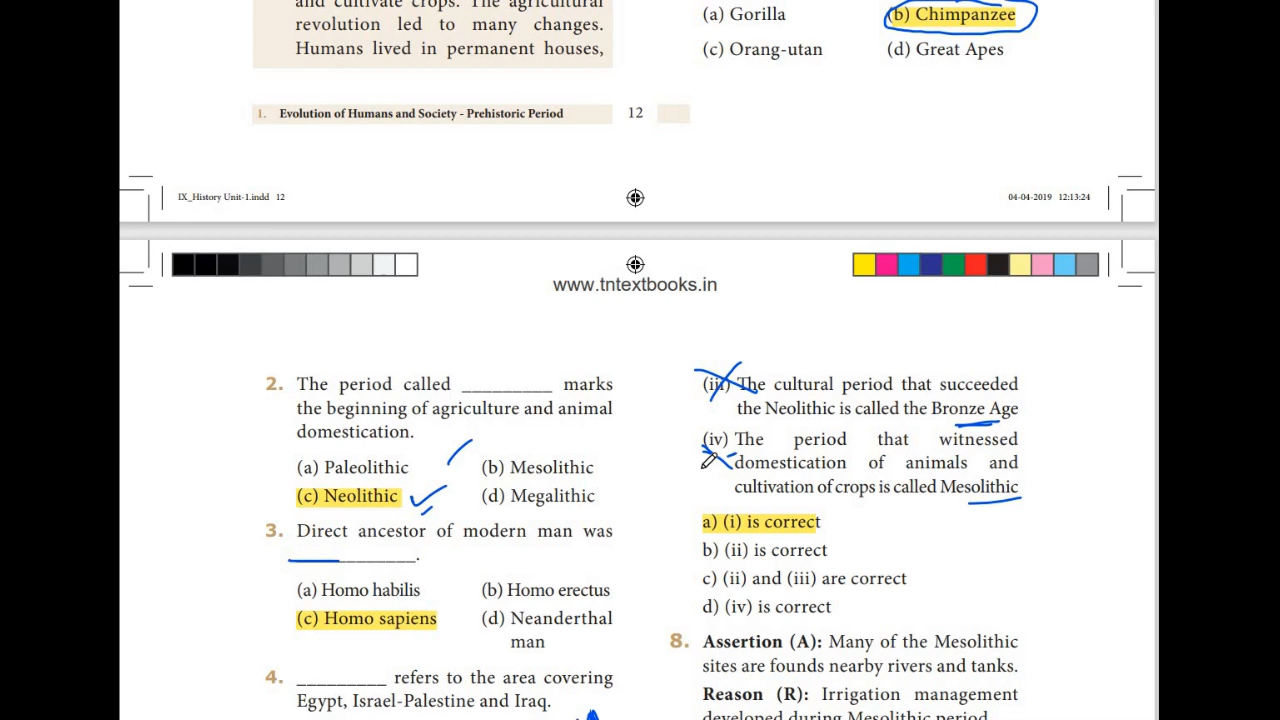 and cultivate crops. The agricultural
revolution led to many changes.
Humans lived in permanent houses,
(a) Gorilla
(b) Chimpanzee
(c) Orang-utan
(d) Great Apes
1. Evolution of Humans and Society - Prehistoric Period
12
IX_History Unit-1.indd 12
04-04-2019 12:13:24
www.tntextbooks.in
2. The period called _________ marks
the beginning of agriculture and animal
domestication.
(a) Paleolithic
(b) Mesolithic
(c) Neolithic
(d) Megalithic
3. Direct ancestor of modern man was
_____________.
(a) Homo habilis
(b) Homo erectus
(c) Homo sapiens
(d) Neanderthal
man
4. _________ refers to the area covering
Egypt, Israel-Palestine and Iraq.
(iii) The cultural period that succeeded
the Neolithic is called the Bronze Age
(iv) The period that witnessed
domestication of animals and
cultivation of crops is called Mesolithic
a) (i) is correct
b) (ii) is correct
c) (ii) and (iii) are correct
d) (iv) is correct
8. Assertion (A): Many of the Mesolithic
sites are founds nearby rivers and tanks.
Reason (R): Irrigation management
developed during Mesolithic period